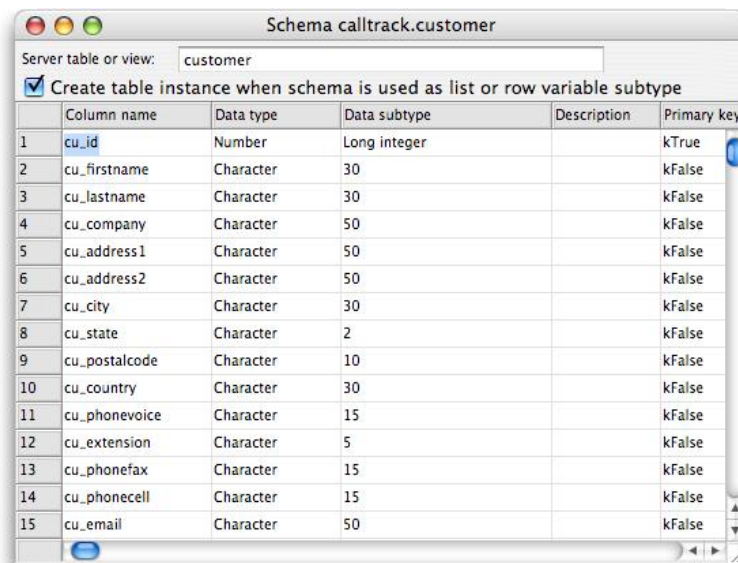 Schema calltrack.customer
Server table or view: customer
Create table instance when schema is used as list or row variable subtype
Column name Data type Data subtype Description Primary key
1 cu_id Number Long integer kTrue
2 cu_firstname Character 30 kFalse
3 cu_lastname Character 30 kFalse
4 cu_company Character 50 kFalse
5 cu_address1 Character 50 kFalse
6 cu_address2 Character 50 kFalse
7 cu_city Character 30 kFalse
8 cu_state Character 2 kFalse
9 cu_postalcode Character 10 kFalse
10 cu_country Character 30 kFalse
11 cu_phonevoice Character 15 kFalse
12 cu_extension Character 5 kFalse
13 cu_phonefax Character 15 kFalse
14 cu_phonecell Character 15 kFalse
15 cu_email Character 50 kFalse